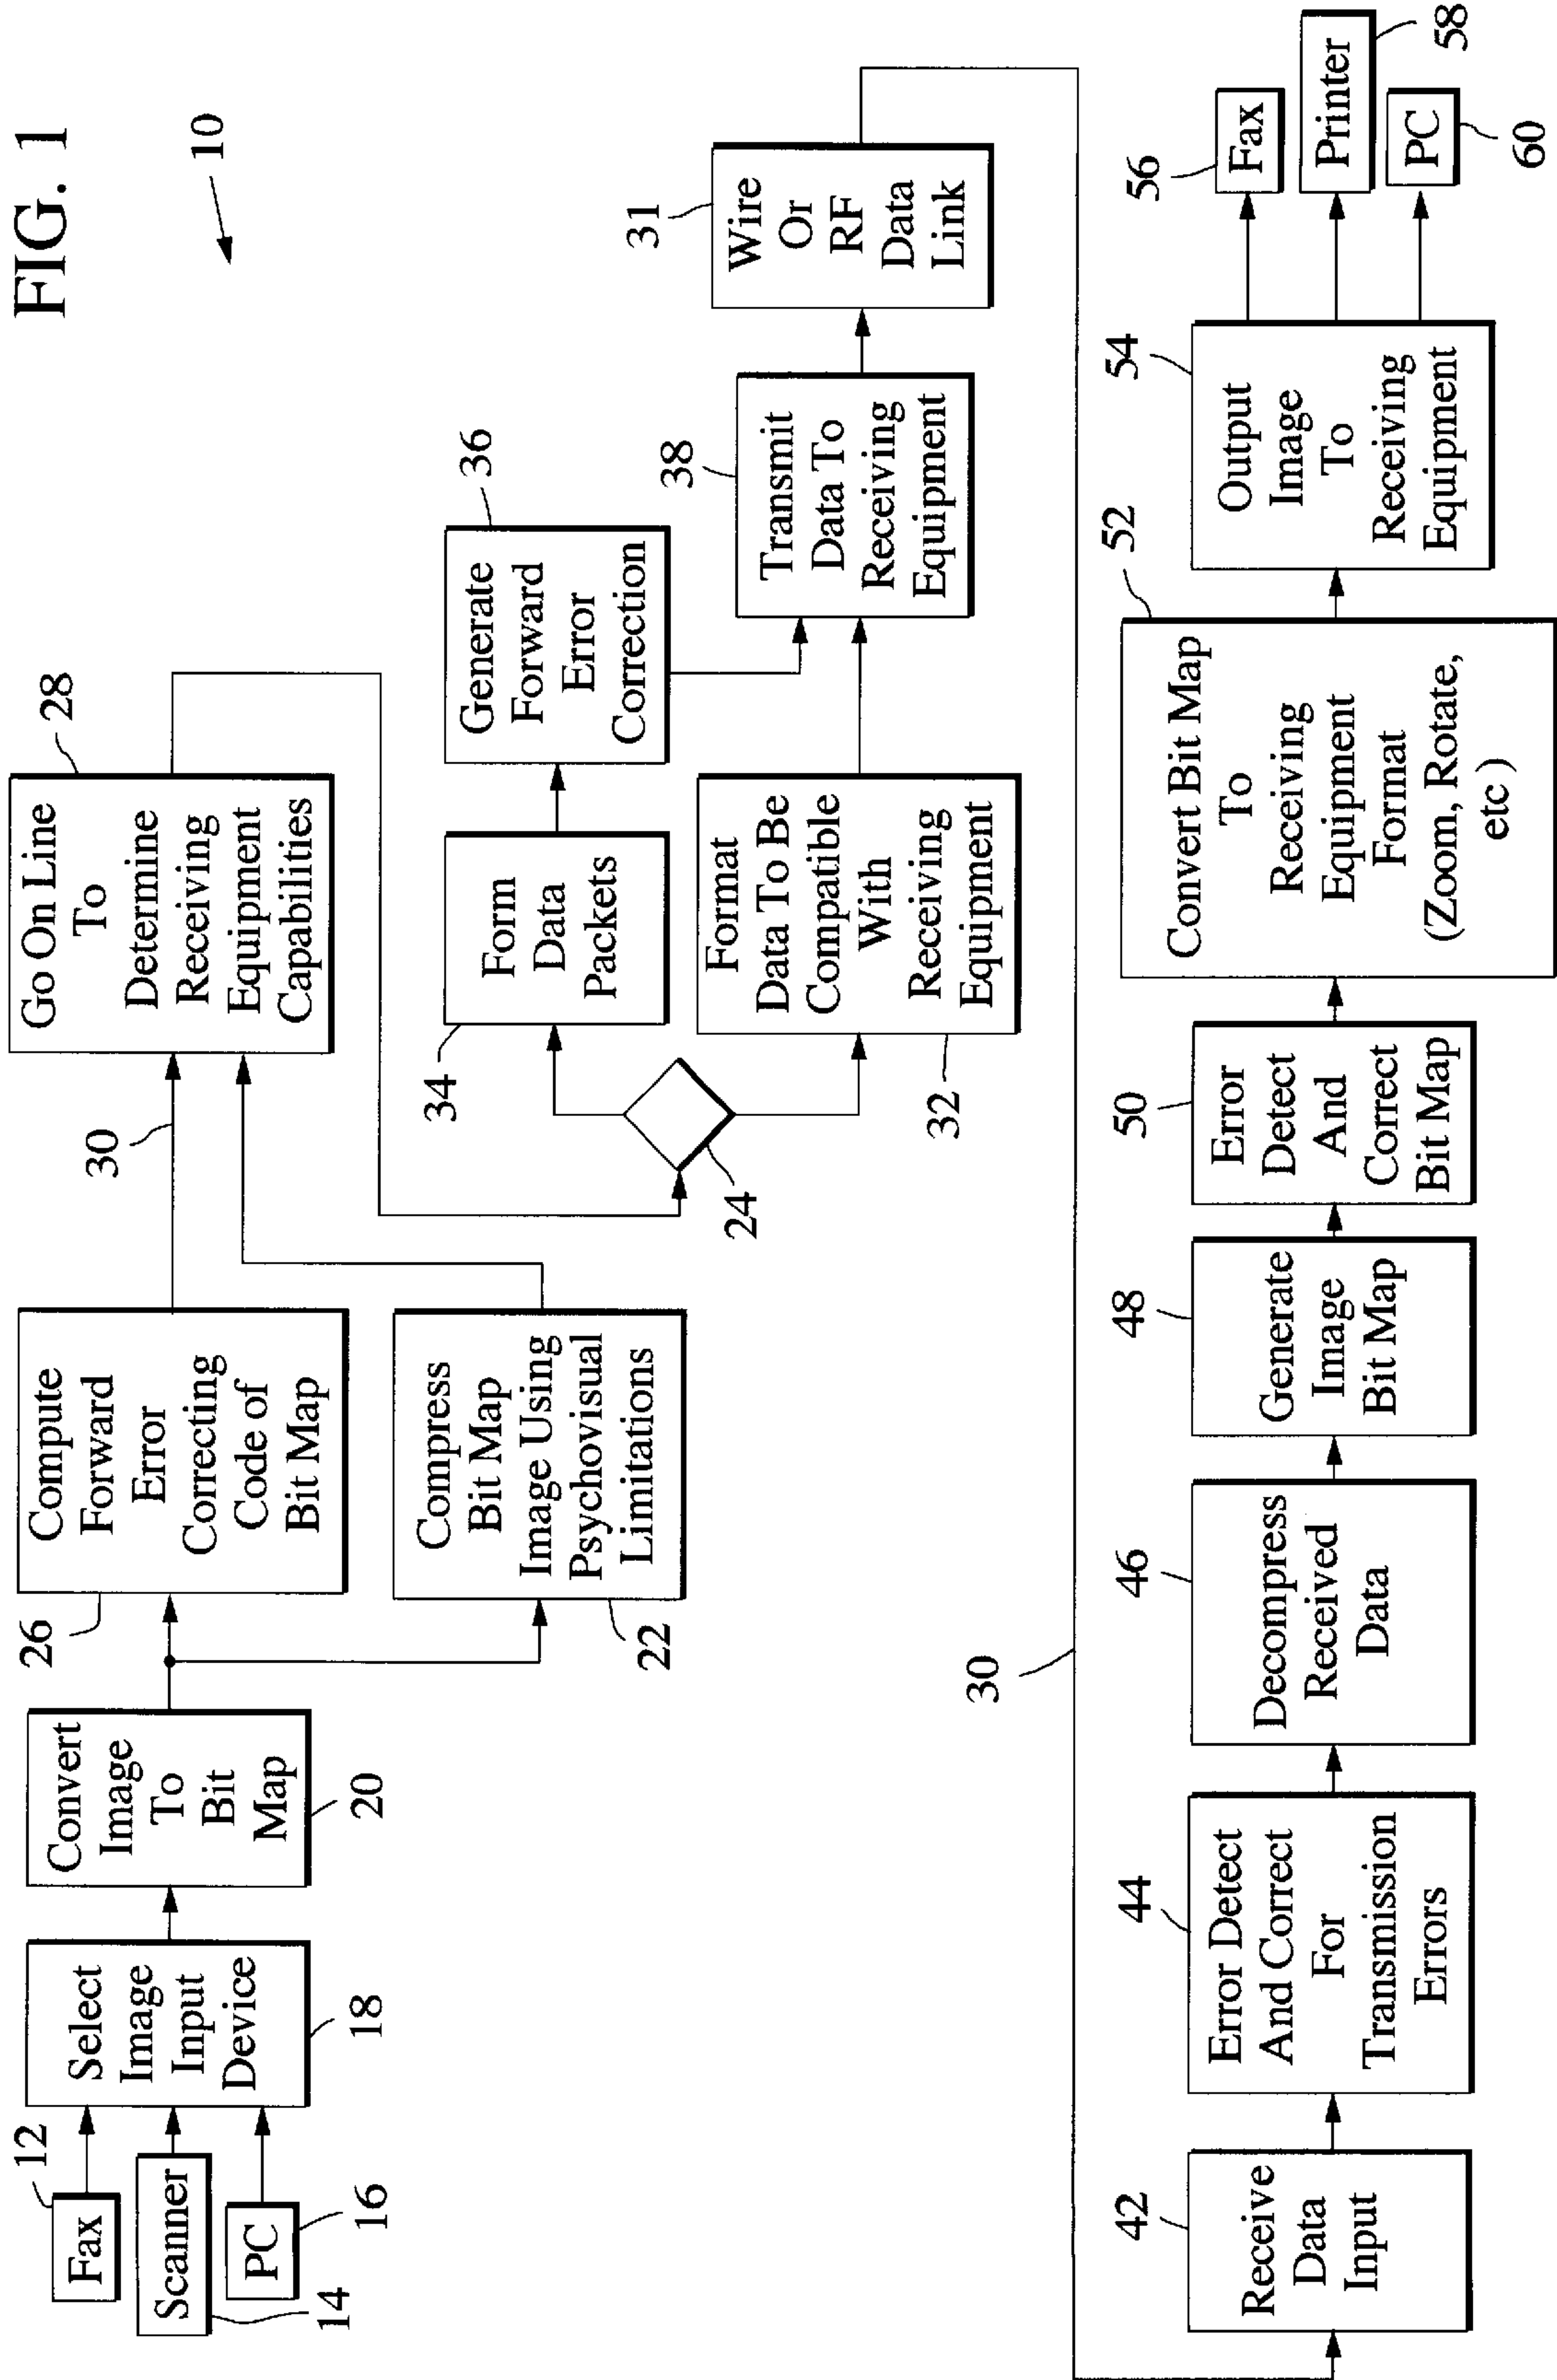 FIG. 1
10
12
Fax
Scanner
14
PC
16
Select
Image
Input
Device
18
Convert
Image
To
Bit
Map
20
26
Compute
Forward
Error
Correcting
Code of
Bit Map
Compress
Bit Map
Image Using
Psychovisual
Limitations
22
30
Go On Line
To
Determine
Receiving
Equipment
Capabilities
28
24
34
Form
Data
Packets
Generate
Forward
Error
Correction
36
Format
Data To Be
Compatible
With
Receiving
Equipment
32
38
Transmit
Data To
Receiving
Equipment
31
Wire
Or
RF
Data
Link
30
42
Receive
Data
Input
44
Error Detect
And Correct
For
Transmission
Errors
46
Decompress
Received
Data
48
Generate
Image
Bit Map
50
Error
Detect
And
Correct
Bit Map
52
Convert Bit Map
To
Receiving
Equipment
Format
(Zoom, Rotate,
etc )
54
Output
Image
To
Receiving
Equipment
56
Fax
Printer
58
PC
60